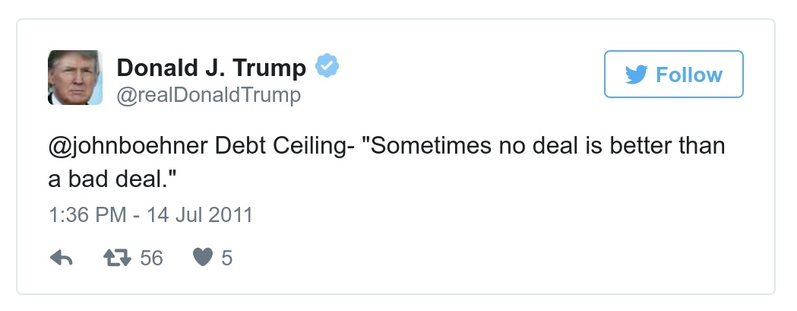 Donald J. Trump
Follow
@realDonaldTrump
@johnboehner Debt Ceiling- "Sometimes no deal is better than
a bad deal."
1:36 PM - 14 Jul 2011
56 5